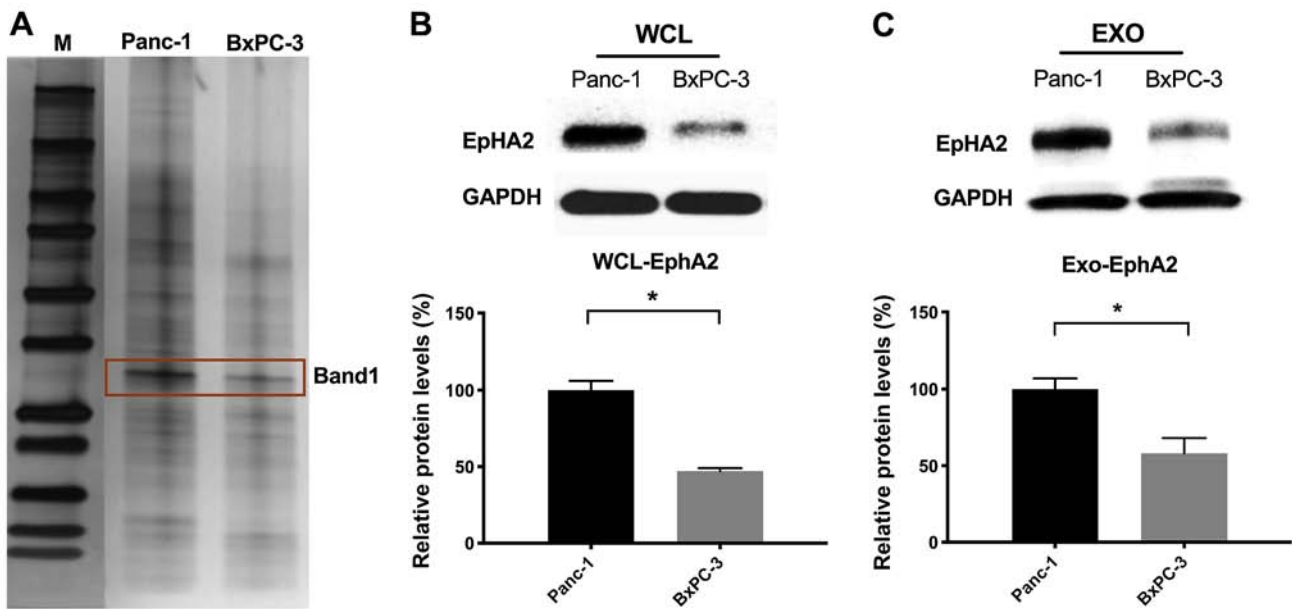 A
M
Panc-1
BxPC-3
Band1
B
WCL
Panc-1
BxPC-3
EpHA2
GAPDH
WCL-EphA2
Relative protein levels (%)
150
100
50
0
*
Panc-1
BxPC-3
C
EXO
Panc-1
BxPC-3
EpHA2
GAPDH
Exo-EphA2
Relative protein levels (%)
150
100
50
0
*
Panc-1
BxPC-3